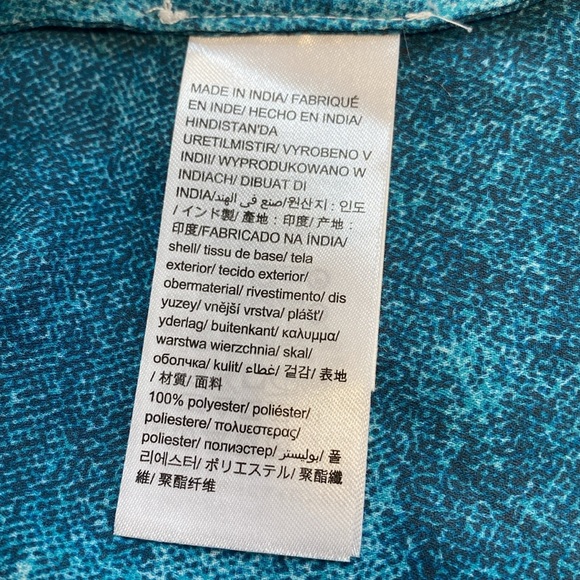 MADE IN INDIA/ FABRIQUÉ
EN INDE/ HECHO EN INDIA/
HINDISTAN'DA
URETILMISTIR/ VYROBENO V
INDII/ WYPRODUKOWANO W
INDIACH/ DIBUAT DI
INDIA/صنع في الهند/원산지 : 인도
/ インド製/ 產地 : 印度/ 产地 :
印度/FABRICADO NA ÍNDIA/
shell/ tissu de base/ tela
exterior/ tecido exterior/
obermaterial/ rivestimento/ dis
yuzey/ vnější vrstva/ plášť/
yderlag/ buitenkant/ καλυμμα/
warstwa wierzchnia/ skal/
оболчка/ kulit/ غطاء/ 겉감/ 表地
/ 材質/ 面料
100% polyester/ poliéster/
poliestere/ πολυεστερας/
poliester/ полиэстер/ بوليستر/ 폴
리에스터/ ポリエステル/ 聚酯纖
維/ 聚酯纤维